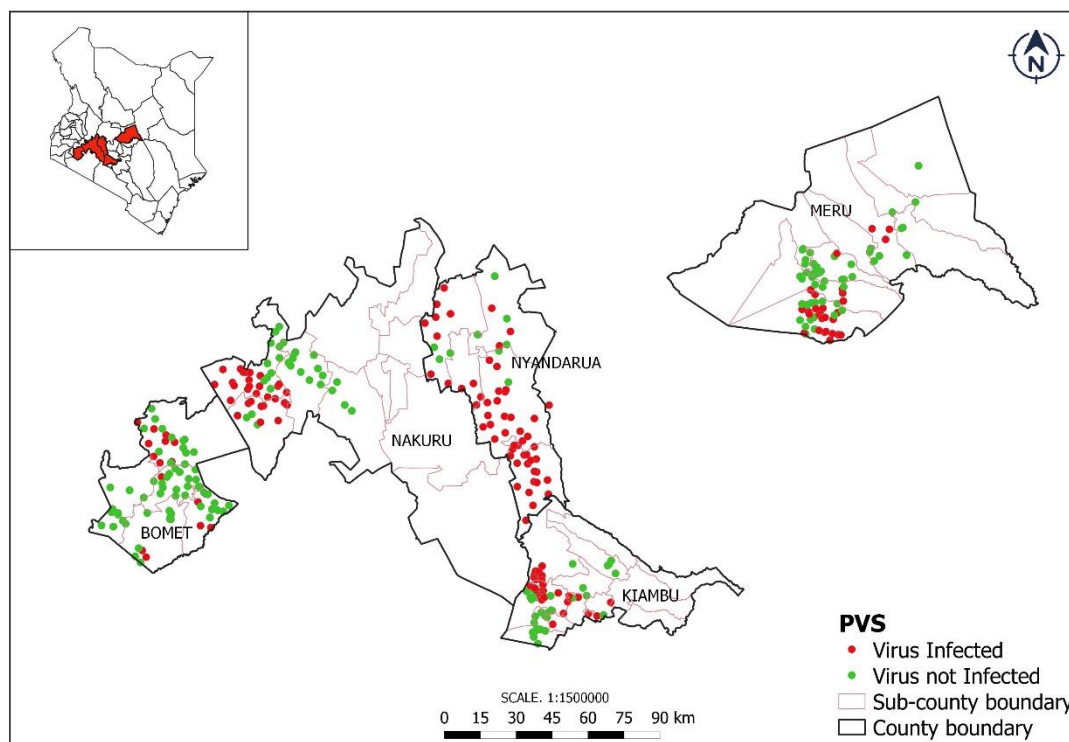 N
MERU
NYANDARUA
NAKURU
BOMET
KIAMBU
PVS
Virus Infected
Virus not Infected
Sub-county boundary
County boundary
SCALE. 1:1500000
0 15 30 45 60 75 90 km